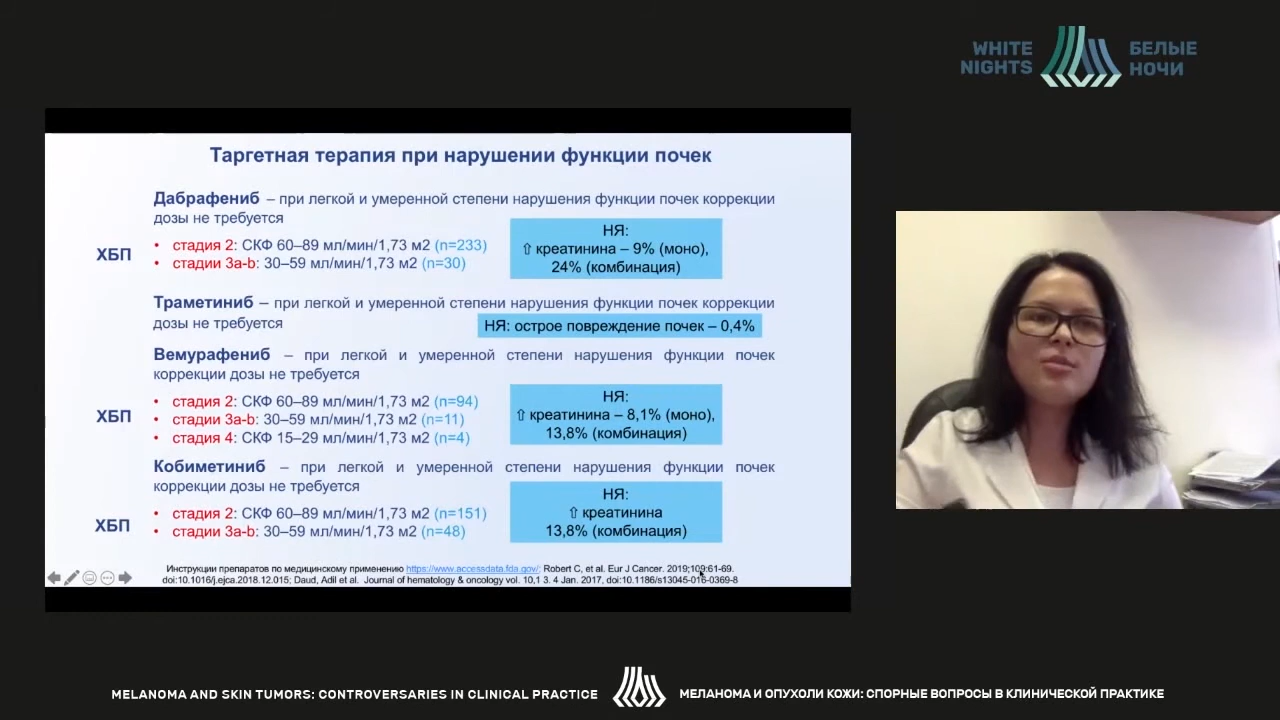 WHITE
NIGHTS
БЕЛЫЕ
НОЧИ
Таргетная терапия при нарушении функции почек
Дабрафениб – при легкой и умеренной степени нарушения функции почек коррекции
дозы не требуется
ХБП
• стадия 2: СКФ 60–89 мл/мин/1,73 м2 (n=233)
• стадии 3a-b: 30–59 мл/мин/1,73 м2 (n=30)
НЯ:
⇧ креатинина – 9% (моно),
24% (комбинация)
Траметиниб – при легкой и умеренной степени нарушения функции почек коррекции
дозы не требуется
НЯ: острое повреждение почек – 0,4%
Вемурафениб – при легкой и умеренной степени нарушения функции почек
коррекции дозы не требуется
ХБП
• стадия 2: СКФ 60–89 мл/мин/1,73 м2 (n=94)
• стадии 3a-b: 30–59 мл/мин/1,73 м2 (n=11)
• стадия 4: СКФ 15–29 мл/мин/1,73 м2 (n=4)
НЯ:
⇧ креатинина – 8,1% (моно),
13,8% (комбинация)
Кобиметиниб – при легкой и умеренной степени нарушения функции почек
коррекции дозы не требуется
ХБП
• стадия 2: СКФ 60–89 мл/мин/1,73 м2 (n=151)
• стадии 3a-b: 30–59 мл/мин/1,73 м2 (n=48)
НЯ:
⇧ креатинина
13,8% (комбинация)
Инструкции препаратов по медицинскому применению https://www.accessdata.fda.gov/; Robert C, et al. Eur J Cancer. 2019;109:61-69.
doi:10.1016/j.ejca.2018.12.015; Daud, Adil et al. Journal of hematology & oncology vol. 10,1 3. 4 Jan. 2017, doi:10.1186/s13045-016-0369-8
MELANOMA AND SKIN TUMORS: CONTROVERSARIES IN CLINICAL PRACTICE
МЕЛАНОМА И ОПУХОЛИ КОЖИ: СПОРНЫЕ ВОПРОСЫ В КЛИНИЧЕСКОЙ ПРАКТИКЕ